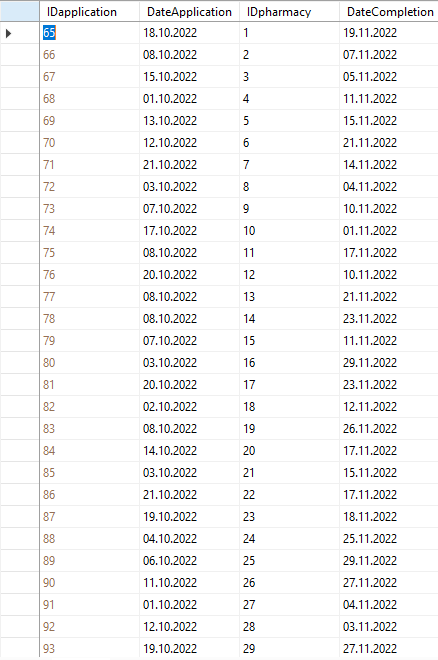 IDapplication DateApplication IDpharmacy DateCompletion
65 18.10.2022 1 19.11.2022
66 08.10.2022 2 07.11.2022
67 15.10.2022 3 05.11.2022
68 01.10.2022 4 11.11.2022
69 13.10.2022 5 15.11.2022
70 12.10.2022 6 21.11.2022
71 21.10.2022 7 14.11.2022
72 03.10.2022 8 04.11.2022
73 07.10.2022 9 10.11.2022
74 17.10.2022 10 01.11.2022
75 08.10.2022 11 17.11.2022
76 20.10.2022 12 10.11.2022
77 08.10.2022 13 21.11.2022
78 08.10.2022 14 23.11.2022
79 07.10.2022 15 11.11.2022
80 03.10.2022 16 29.11.2022
81 20.10.2022 17 23.11.2022
82 02.10.2022 18 12.11.2022
83 08.10.2022 19 26.11.2022
84 14.10.2022 20 17.11.2022
85 03.10.2022 21 15.11.2022
86 21.10.2022 22 17.11.2022
87 19.10.2022 23 18.11.2022
88 04.10.2022 24 25.11.2022
89 06.10.2022 25 29.11.2022
90 11.10.2022 26 27.11.2022
91 01.10.2022 27 04.11.2022
92 12.10.2022 28 03.11.2022
93 19.10.2022 29 27.11.2022